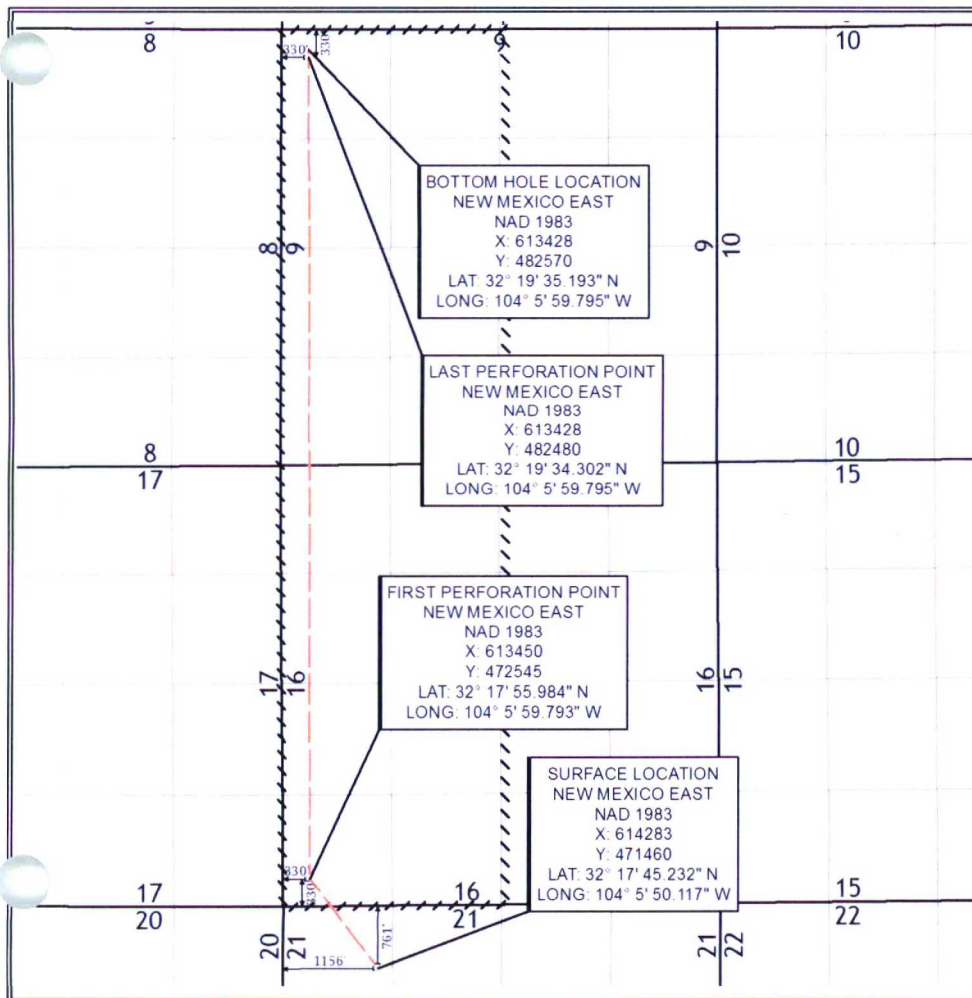 8
330'
330'
9
10
BOTTOM HOLE LOCATION
NEW MEXICO EAST
NAD 1983
X: 613428
Y: 482570
LAT: 32° 19' 35.193" N
LONG: 104° 5' 59.795" W
8
9
9
10
LAST PERFORATION POINT
NEW MEXICO EAST
NAD 1983
X: 613428
Y: 482480
LAT: 32° 19' 34.302" N
LONG: 104° 5' 59.795" W
8
17
10
15
FIRST PERFORATION POINT
NEW MEXICO EAST
NAD 1983
X: 613450
Y: 472545
LAT: 32° 17' 55.984" N
LONG: 104° 5' 59.793" W
17
16
16
15
SURFACE LOCATION
NEW MEXICO EAST
NAD 1983
X: 614283
Y: 471460
LAT: 32° 17' 45.232" N
LONG: 104° 5' 50.117" W
330'
330'
17
20
16
21
15
22
20
21
761'
1156'
21
22